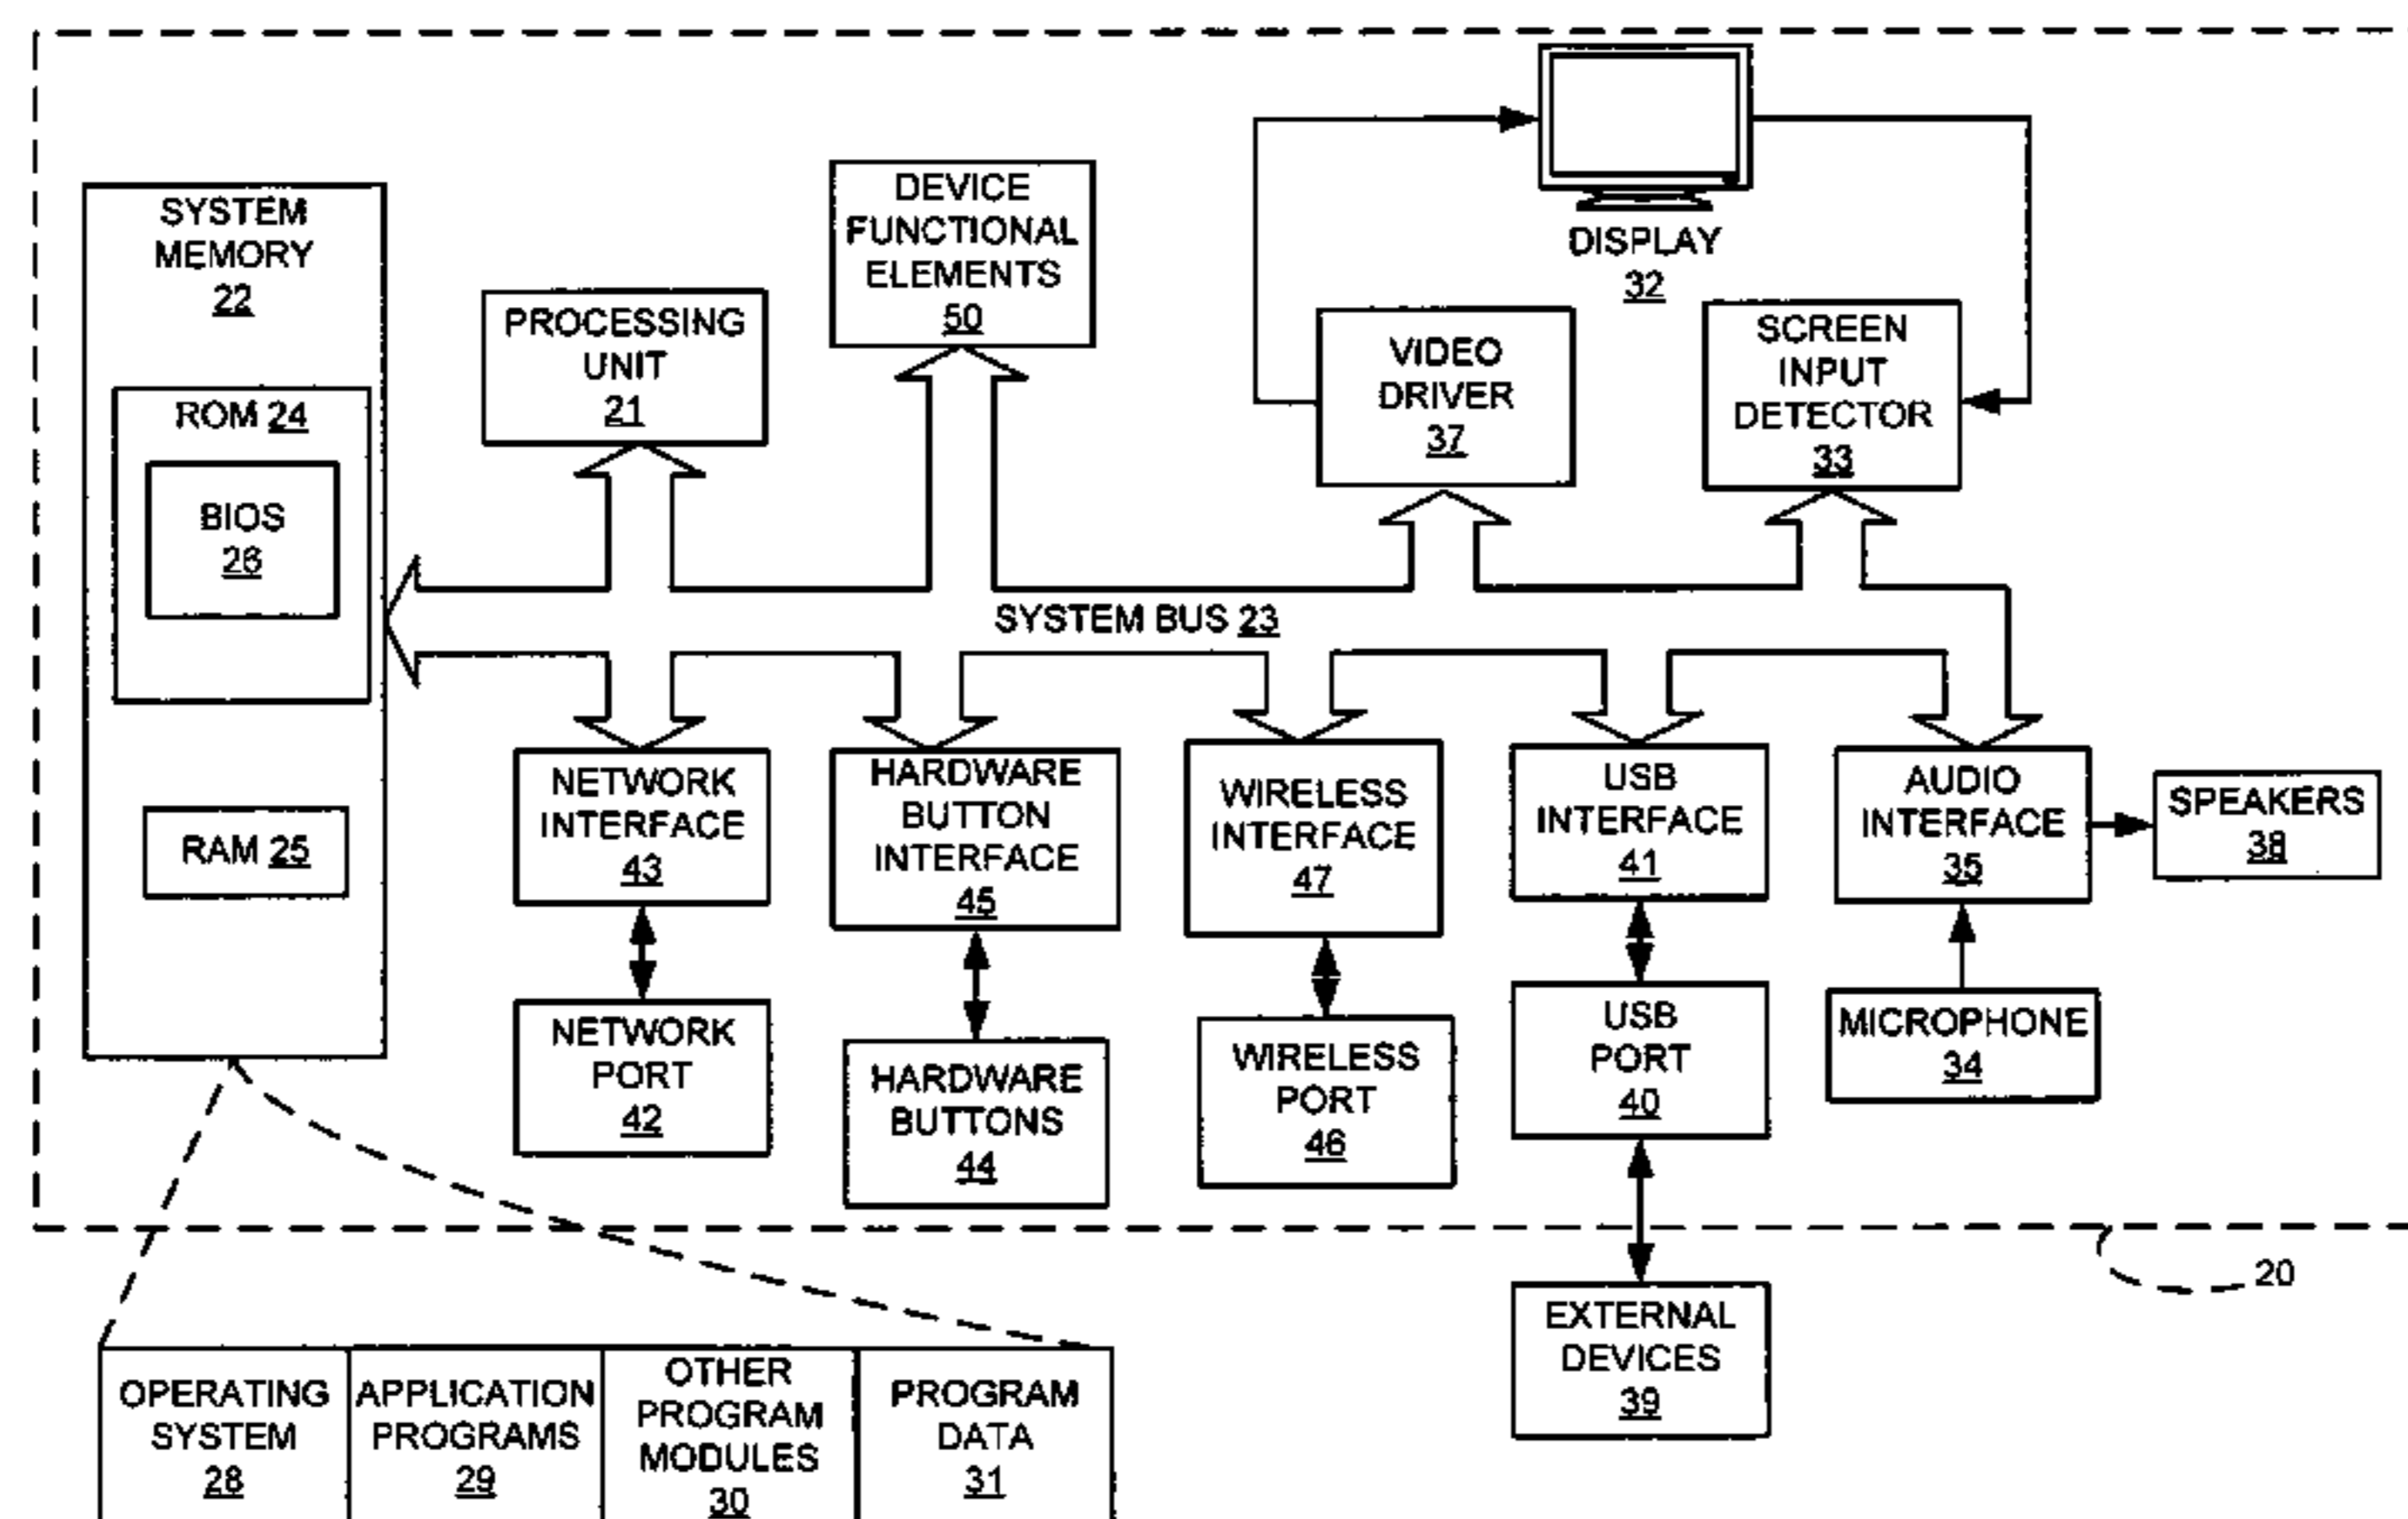 SYSTEM
MEMORY
22
ROM 24
BIOS
26
RAM 25
PROCESSING
UNIT
21
DEVICE
FUNCTIONAL
ELEMENTS
50
DISPLAY
32
VIDEO
DRIVER
37
SCREEN
INPUT
DETECTOR
33
SYSTEM BUS 23
NETWORK
INTERFACE
43
HARDWARE
BUTTON
INTERFACE
45
WIRELESS
INTERFACE
47
USB
INTERFACE
41
AUDIO
INTERFACE
35
SPEAKERS
38
NETWORK
PORT
42
HARDWARE
BUTTONS
44
WIRELESS
PORT
46
USB
PORT
40
MICROPHONE
34
20
EXTERNAL
DEVICES
39
OPERATING
SYSTEM
28
APPLICATION
PROGRAMS
29
OTHER
PROGRAM
MODULES
30
PROGRAM
DATA
31